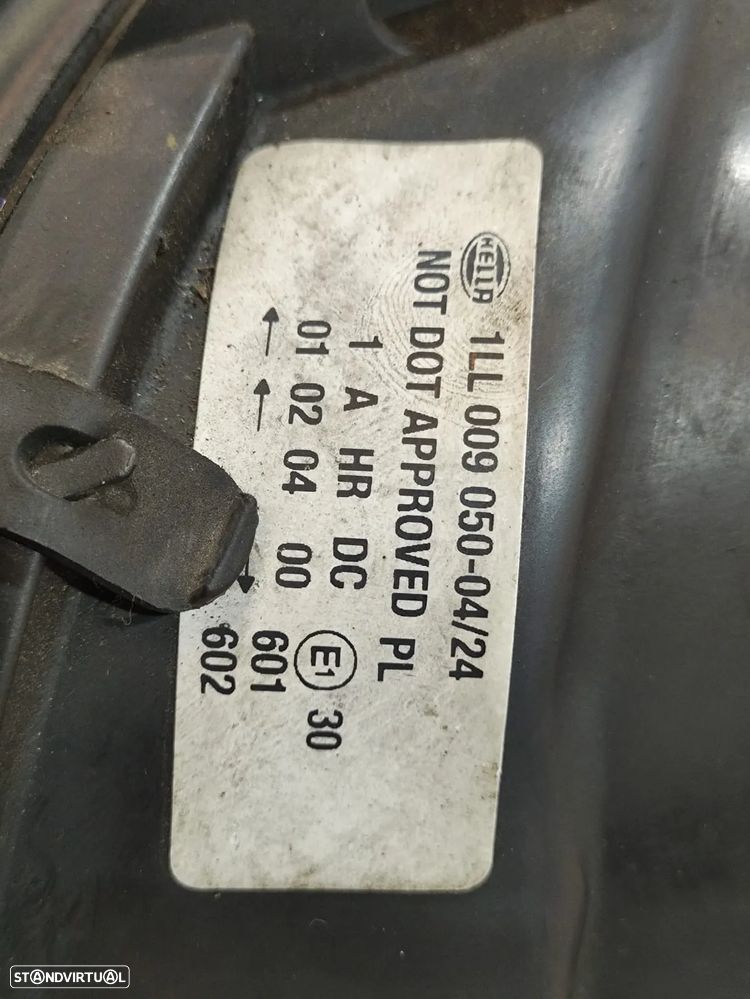 HELLA 1LL 009 050-04/24
NOT DOT APPROVED PL
1 A HR DC E1 30
01 02 04 00 601
602
STANDVIRTUAL